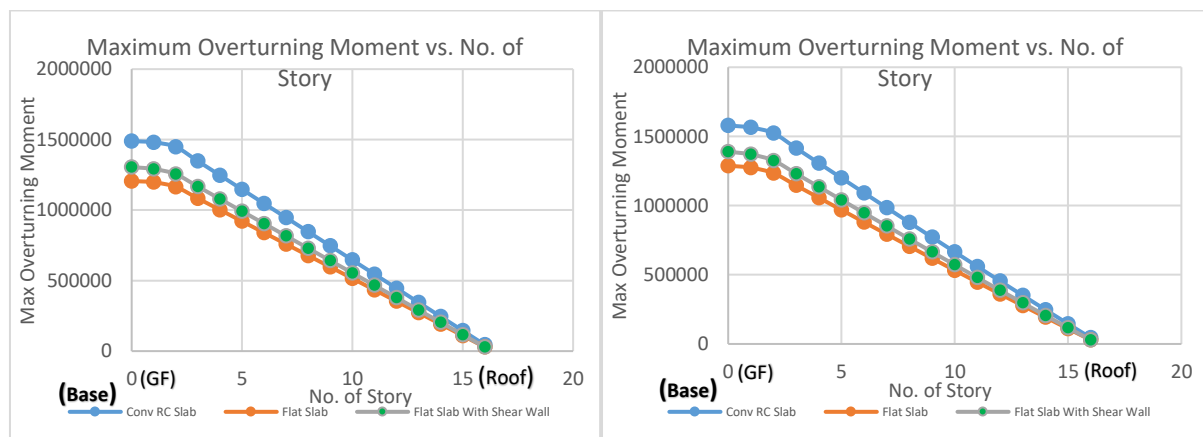 Maximum Overturning Moment vs. No. of
Story
Max Overturning Moment
2000000
1500000
1000000
500000
0
0 (GF) 5 10 15 (Roof) 20
(Base)
No. of Story
Conv RC Slab Flat Slab Flat Slab With Shear Wall
Maximum Overturning Moment vs. No. of
Story
Max Overturning Moment
2000000
1500000
1000000
500000
0
0 (GF) 5 10 15 (Roof) 20
(Base)
No. of Story
Conv RC Slab Flat Slab Flat Slab With Shear Wall